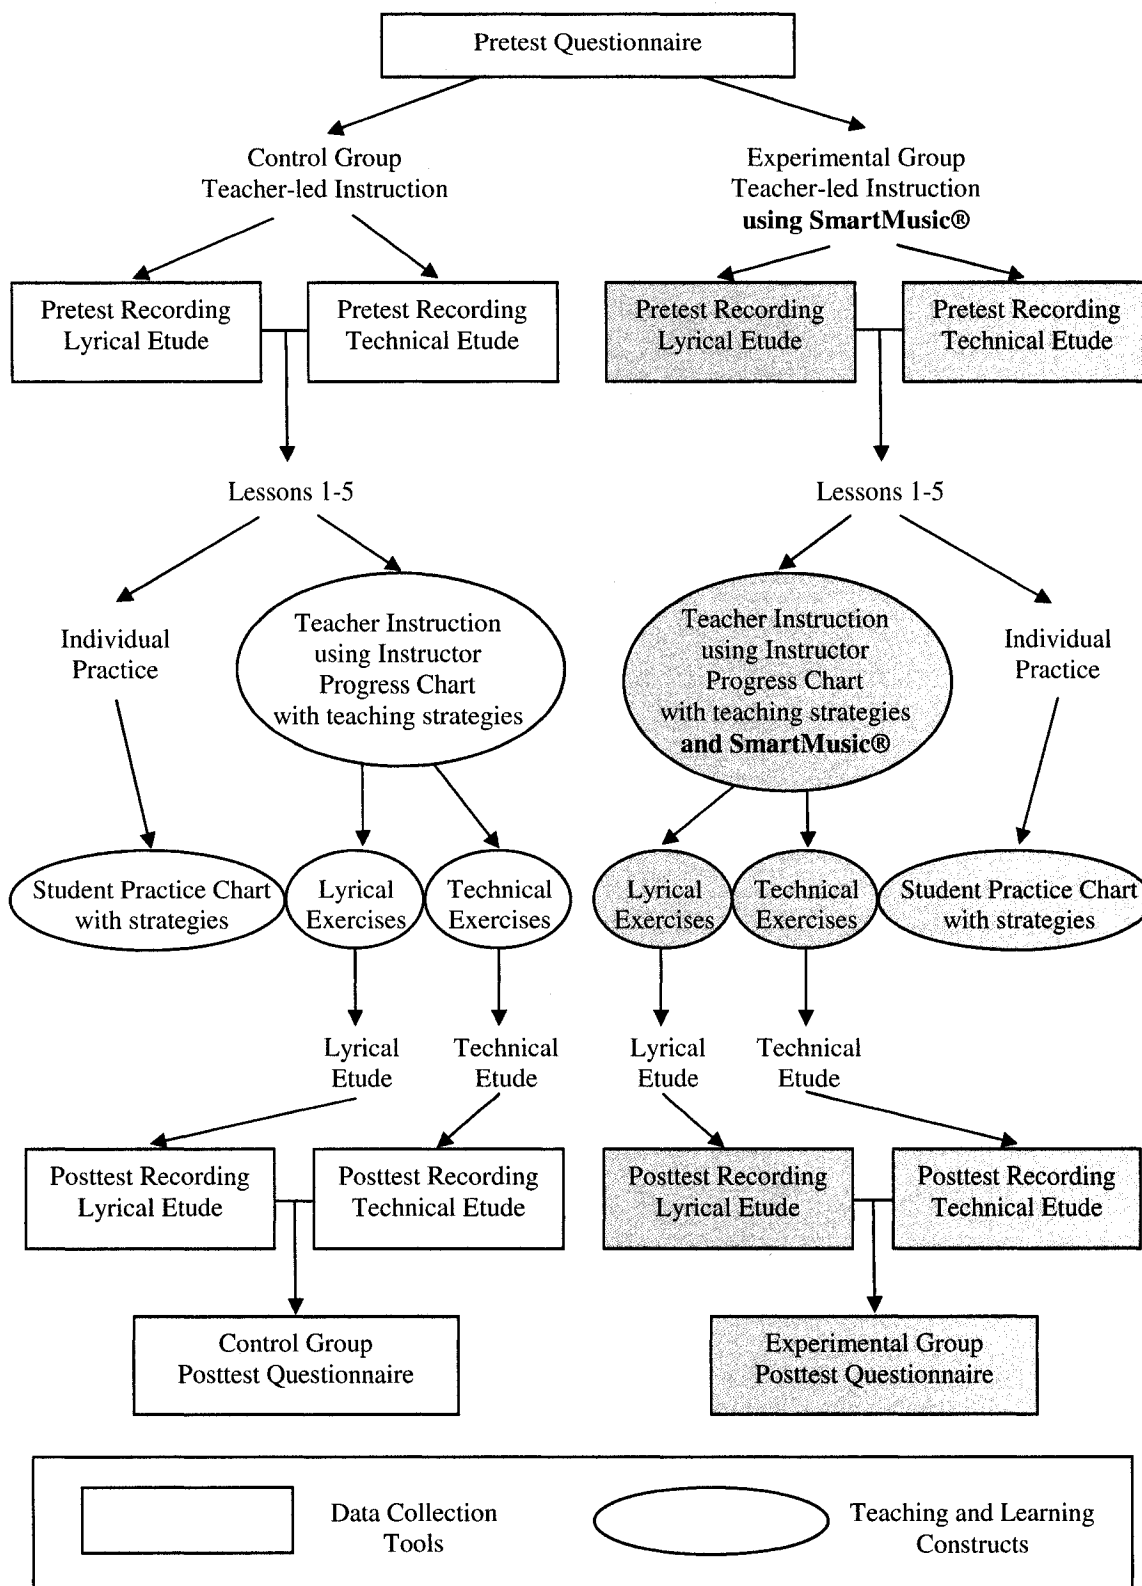 Pretest Questionnaire
Control Group
Teacher-led Instruction
Experimental Group
Teacher-led Instruction
using SmartMusic®
Pretest Recording
Lyrical Etude
Pretest Recording
Technical Etude
Pretest Recording
Lyrical Etude
Pretest Recording
Technical Etude
Lessons 1-5
Lessons 1-5
Individual
Practice
Teacher Instruction
using Instructor
Progress Chart
with teaching strategies
Teacher Instruction
using Instructor
Progress Chart
with teaching strategies
and SmartMusic®
Individual
Practice
Student Practice Chart
with strategies
Lyrical
Exercises
Technical
Exercises
Lyrical
Exercises
Technical
Exercises
Student Practice Chart
with strategies
Lyrical
Etude
Technical
Etude
Lyrical
Etude
Technical
Etude
Posttest Recording
Lyrical Etude
Posttest Recording
Technical Etude
Posttest Recording
Lyrical Etude
Posttest Recording
Technical Etude
Control Group
Posttest Questionnaire
Experimental Group
Posttest Questionnaire
Data Collection
Tools
Teaching and Learning
Constructs